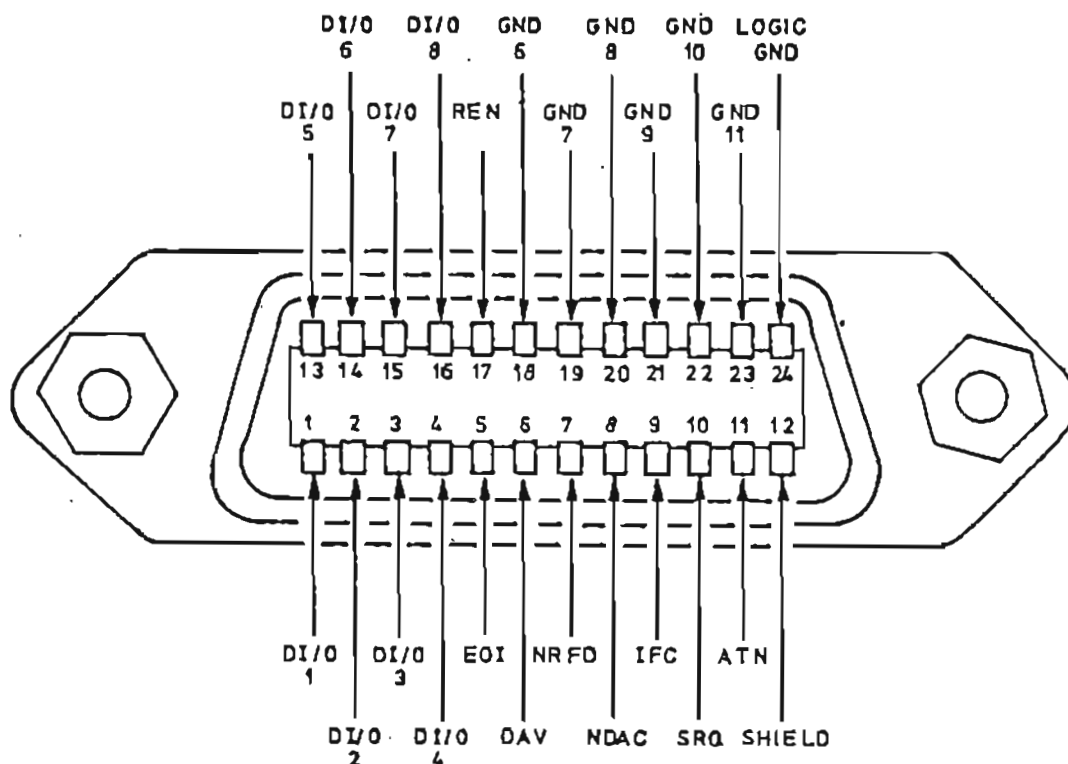 DI/O DI/O GND GND GND LOGIC
6 8 6 8 10 GND
DI/O DI/O REN GND GND GND
5 7 7 9 11
13 14 15 16 17 18 19 20 21 22 23 24
1 2 3 4 5 6 7 8 9 10 11 12
DI/O DI/O EOI NRFD IFC ATN
1 3
DI/O DI/O DAV NDAC SRQ SHIELD
2 4